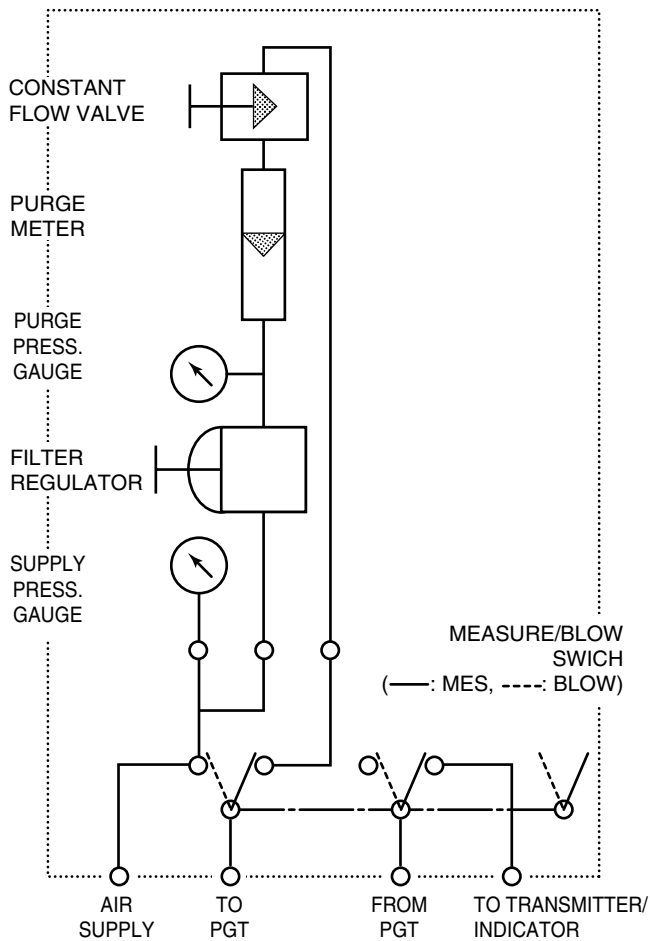 CONSTANT
FLOW VALVE
PURGE
METER
PURGE
PRESS.
GAUGE
FILTER
REGULATOR
SUPPLY
PRESS.
GAUGE
MEASURE/BLOW
SWICH
(——: MES, ----: BLOW)
AIR
SUPPLY
TO
PGT
FROM
PGT
TO TRANSMITTER/
INDICATOR